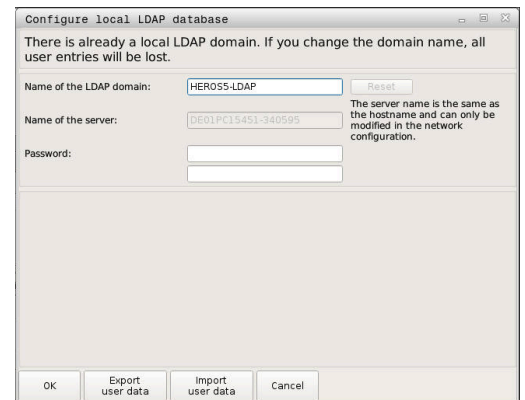 Configure local LDAP database
There is already a local LDAP domain. If you change the domain name, all
user entries will be lost.
Name of the LDAP domain:
HEROS5-LDAP
Reset
The server name is the same as
the hostname and can only be
modified in the network
configuration.
Name of the server:
DE01PC15451-340595
Password:
OK
Export
user data
Import
user data
Cancel